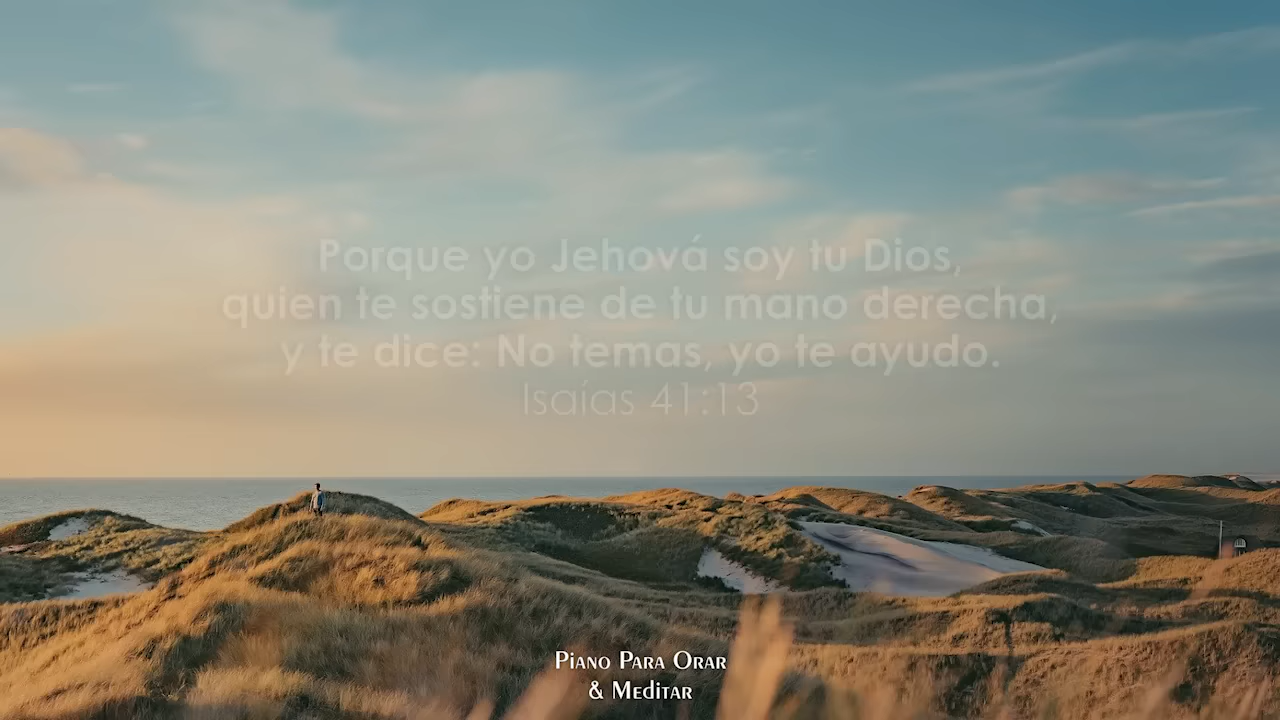 Porque yo Jehová soy tu Dios,
quien te sostiene de tu mano derecha,
y te dice: No temas, yo te ayudo.
Isaías 41:13
Piano Para Orar
& Meditar